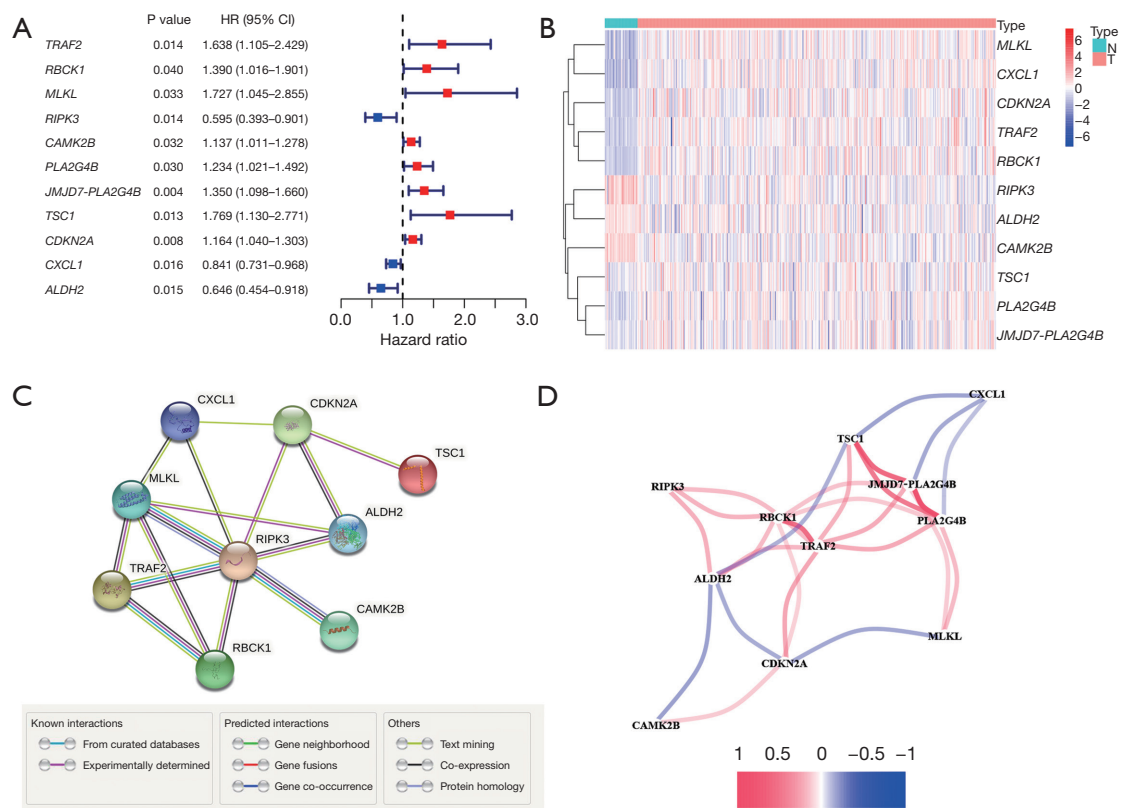 A
P value HR (95% CI)
TRAF2 0.014 1.638 (1.105–2.429)
RBCK1 0.040 1.390 (1.016–1.901)
MLKL 0.033 1.727 (1.045–2.855)
RIPK3 0.014 0.595 (0.393–0.901)
CAMK2B 0.032 1.137 (1.011–1.278)
PLA2G4B 0.030 1.234 (1.021–1.492)
JMJD7-PLA2G4B 0.004 1.350 (1.098–1.660)
TSC1 0.013 1.769 (1.130–2.771)
CDKN2A 0.008 1.164 (1.040–1.303)
CXCL1 0.016 0.841 (0.731–0.968)
ALDH2 0.015 0.646 (0.454–0.918)
0.0 1.0 2.0 3.0
Hazard ratio
B
Type
MLKL
CXCL1
CDKN2A
TRAF2
RBCK1
RIPK3
ALDH2
CAMK2B
TSC1
PLA2G4B
JMJD7-PLA2G4B
6
4
2
0
−2
−4
−6
Type
N
T
C
CXCL1
CDKN2A
TSC1
MLKL
ALDH2
RIPK3
TRAF2
CAMK2B
RBCK1
Known interactions
From curated databases
Experimentally determined
Predicted interactions
Gene neighborhood
Gene fusions
Gene co-occurrence
Others
Text mining
Co-expression
Protein homology
D
CXCL1
TSC1
JMJD7-PLA2G4B
RIPK3
RBCK1
PLA2G4B
TRAF2
ALDH2
MLKL
CDKN2A
CAMK2B
1 0.5 0 −0.5 −1